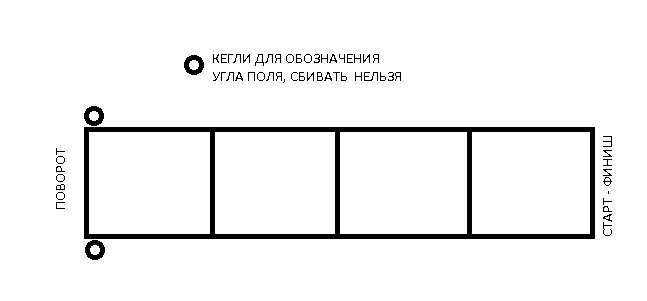 КЕГЛИ ДЛЯ ОБОЗНАЧЕНИЯ
УГЛА ПОЛЯ, СБИВАТЬ НЕЛЬЗЯ
ПОВОРОТ
СТАРТ - ФИНИШ